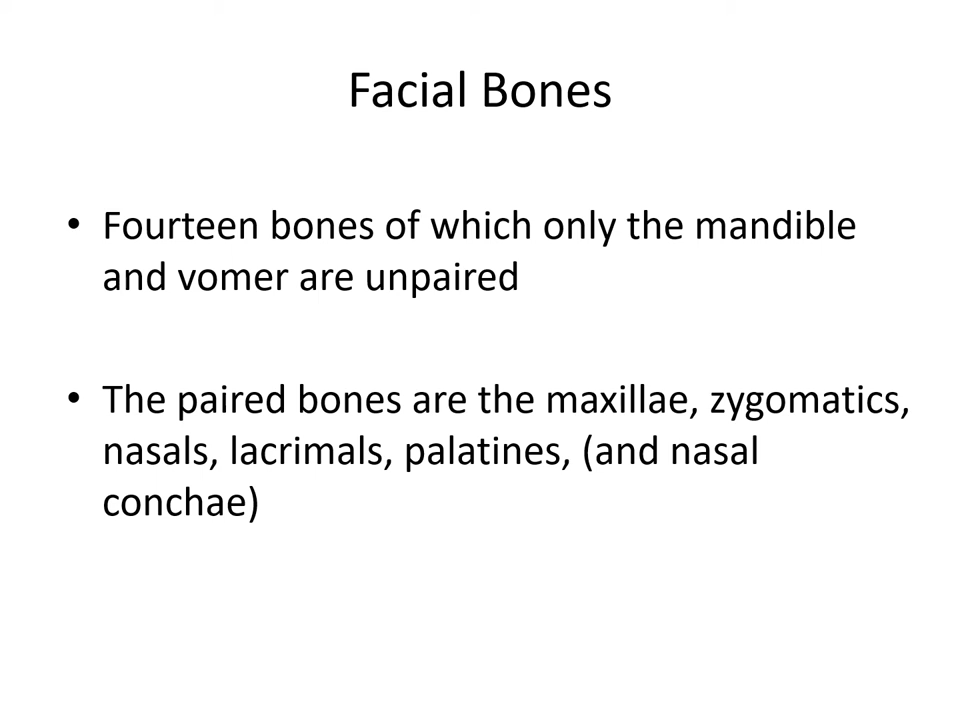 Facial Bones
• Fourteen bones of which only the mandible
and vomer are unpaired
• The paired bones are the maxillae, zygomatics,
nasals, lacrimals, palatines, (and nasal
conchae)